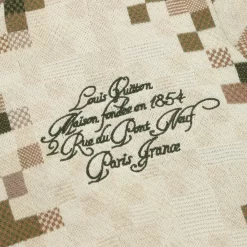 Louis Vuitton
Maison fondée en 1854
2 Rue du Pont Neuf
Paris France